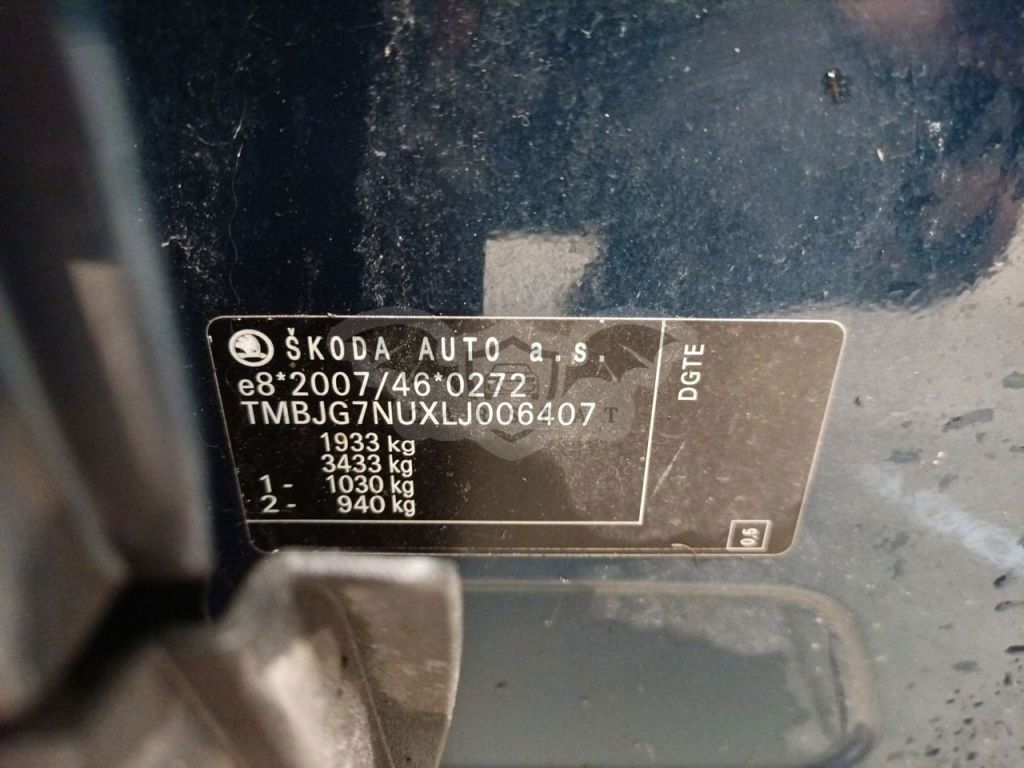 ŠKODA AUTO a.s.
e8*2007/46*0272
TMBJG7NUXLJ006407
1933 kg
3433 kg
1 - 1030 kg
2 - 940 kg
DGTE
0,6